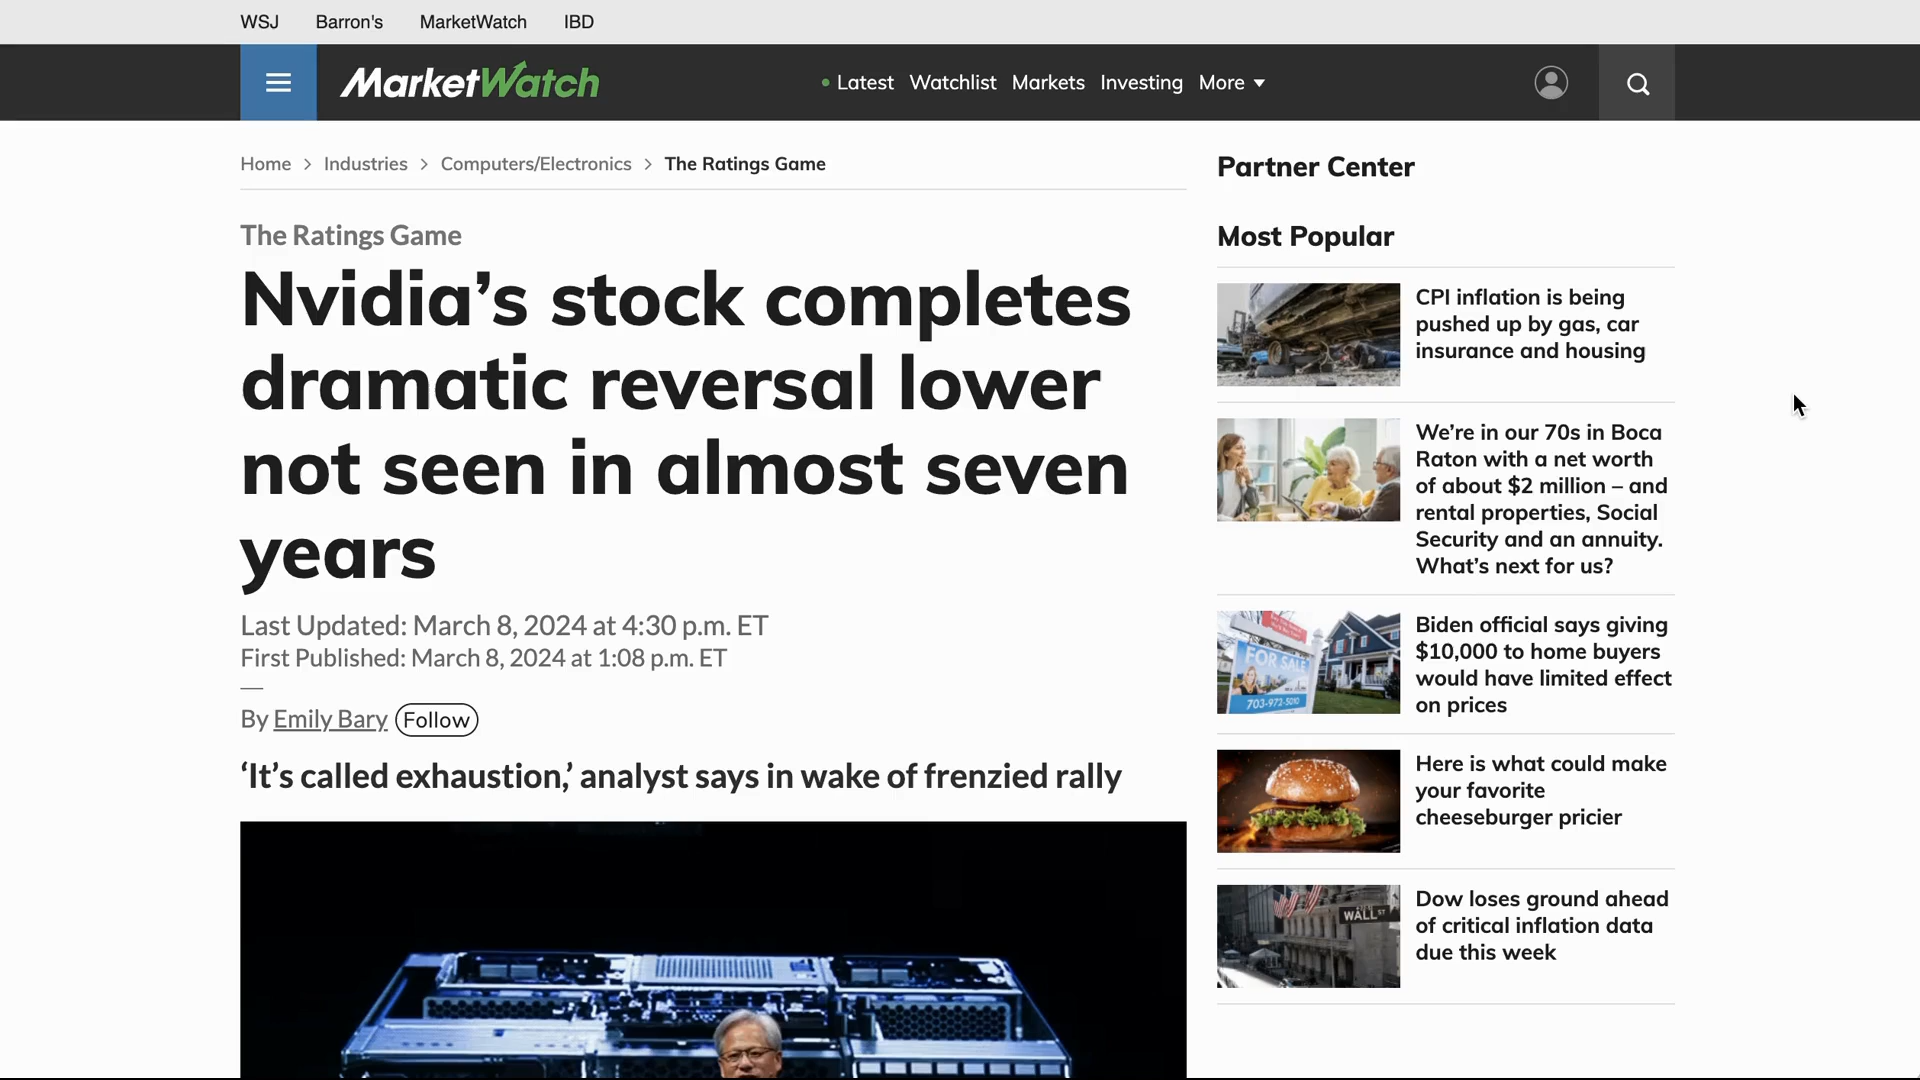 WSJ Barron's MarketWatch IBD
MarketWatch
• Latest Watchlist Markets Investing More
Home > Industries > Computers/Electronics > The Ratings Game
The Ratings Game
Nvidia’s stock completes
dramatic reversal lower
not seen in almost seven
years
Last Updated: March 8, 2024 at 4:30 p.m. ET
First Published: March 8, 2024 at 1:08 p.m. ET
By Emily Bary Follow
‘It’s called exhaustion,’ analyst says in wake of frenzied rally
Partner Center
Most Popular
CPI inflation is being
pushed up by gas, car
insurance and housing
We’re in our 70s in Boca
Raton with a net worth
of about $2 million – and
rental properties, Social
Security and an annuity.
What’s next for us?
FOR SALE
703-972-5010
Biden official says giving
$10,000 to home buyers
would have limited effect
on prices
Here is what could make
your favorite
cheeseburger pricier
WALL ST
Dow loses ground ahead
of critical inflation data
due this week